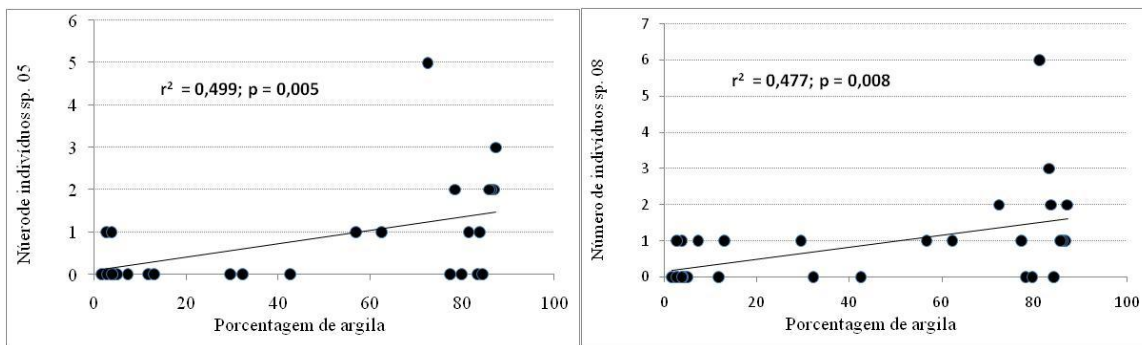 6
5
4
3
2
1
0
Núerode indivíduos sp. 05
r² = 0,499; p = 0,005
0 20 40 60 80 100
Porcentagem de argila
7
6
5
4
3
2
1
0
Número de indivíduos sp. 08
r² = 0,477; p = 0,008
0 20 40 60 80 100
Porcentagem de argila